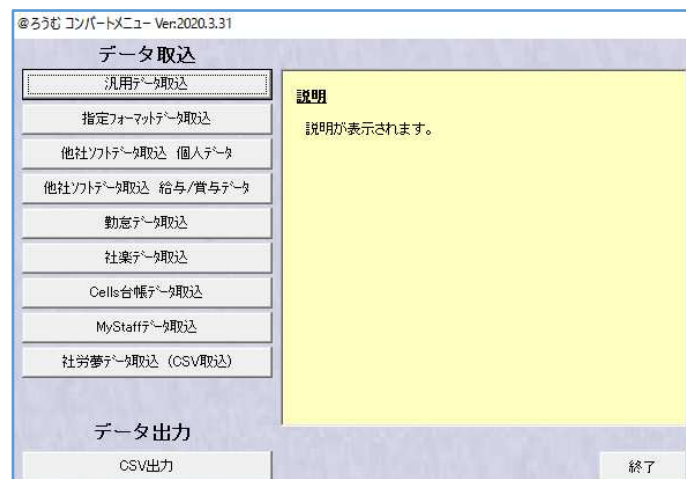 @ろうむ コンバートメニュー Ver:2020.3.31
データ取込
汎用ﾃﾞｰﾀ取込
指定ﾌｫｰﾏｯﾄﾃﾞｰﾀ取込
他社ｿﾌﾄﾃﾞｰﾀ取込 個人ﾃﾞｰﾀ
他社ｿﾌﾄﾃﾞｰﾀ取込 給与/賞与ﾃﾞｰﾀ
勤怠ﾃﾞｰﾀ取込
社楽ﾃﾞｰﾀ取込
Cells台帳ﾃﾞｰﾀ取込
MyStaffﾃﾞｰﾀ取込
社労夢ﾃﾞｰﾀ取込（CSV取込）
データ出力
CSV出力
説明
説明が表示されます。
終了